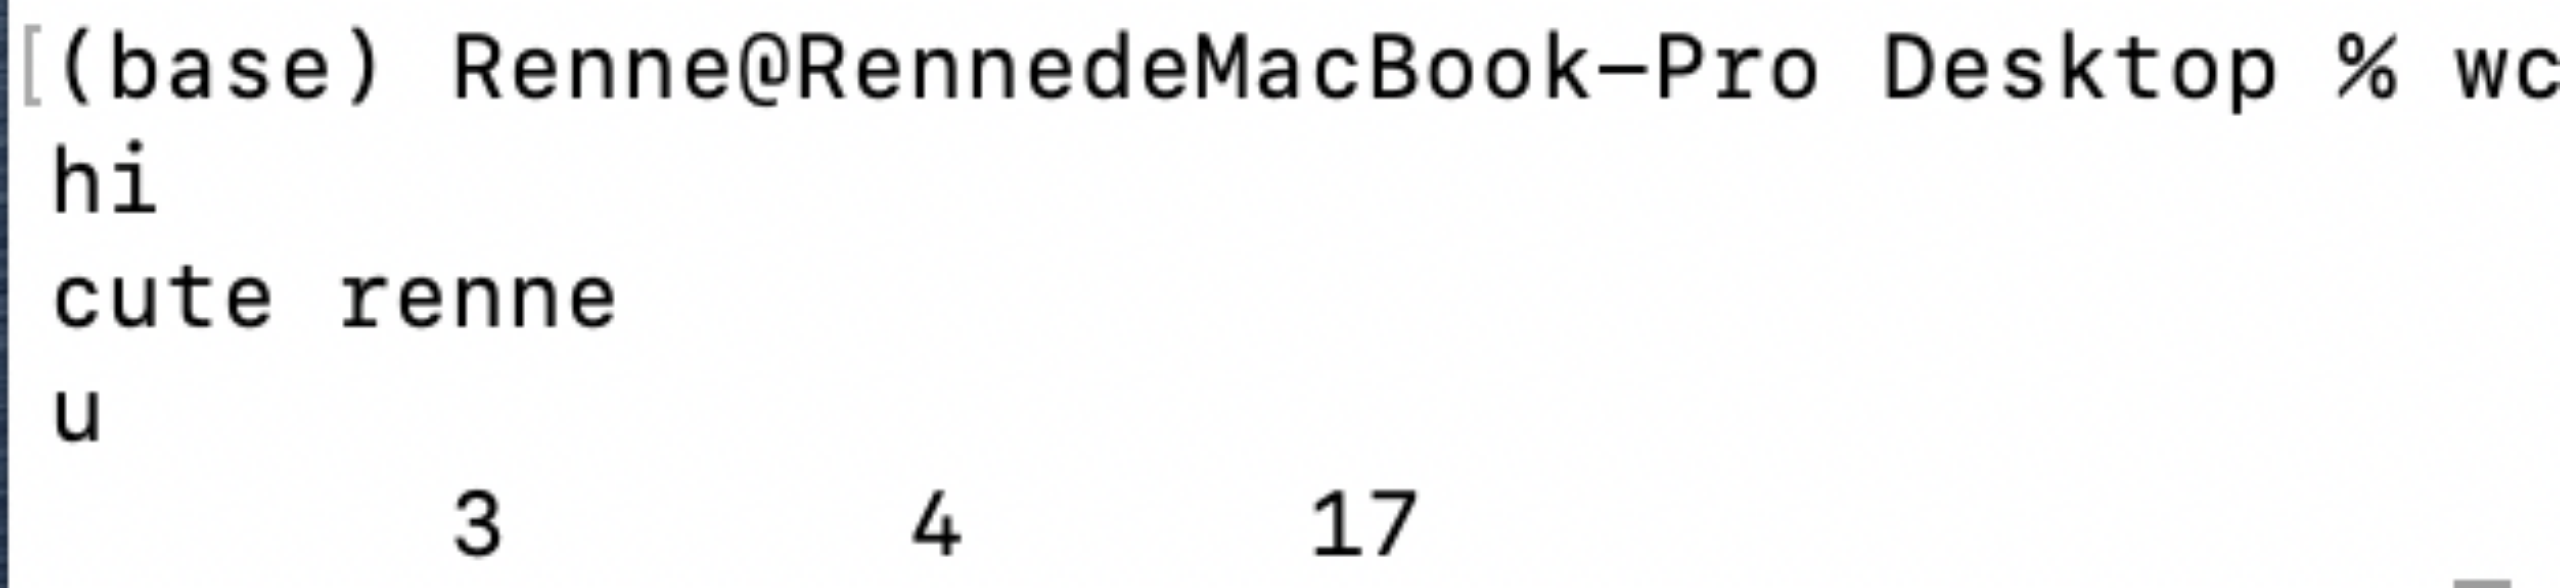 [(base) Renne@RennedeMacBook-Pro Desktop % wc
hi
cute renne
u
3 4 17